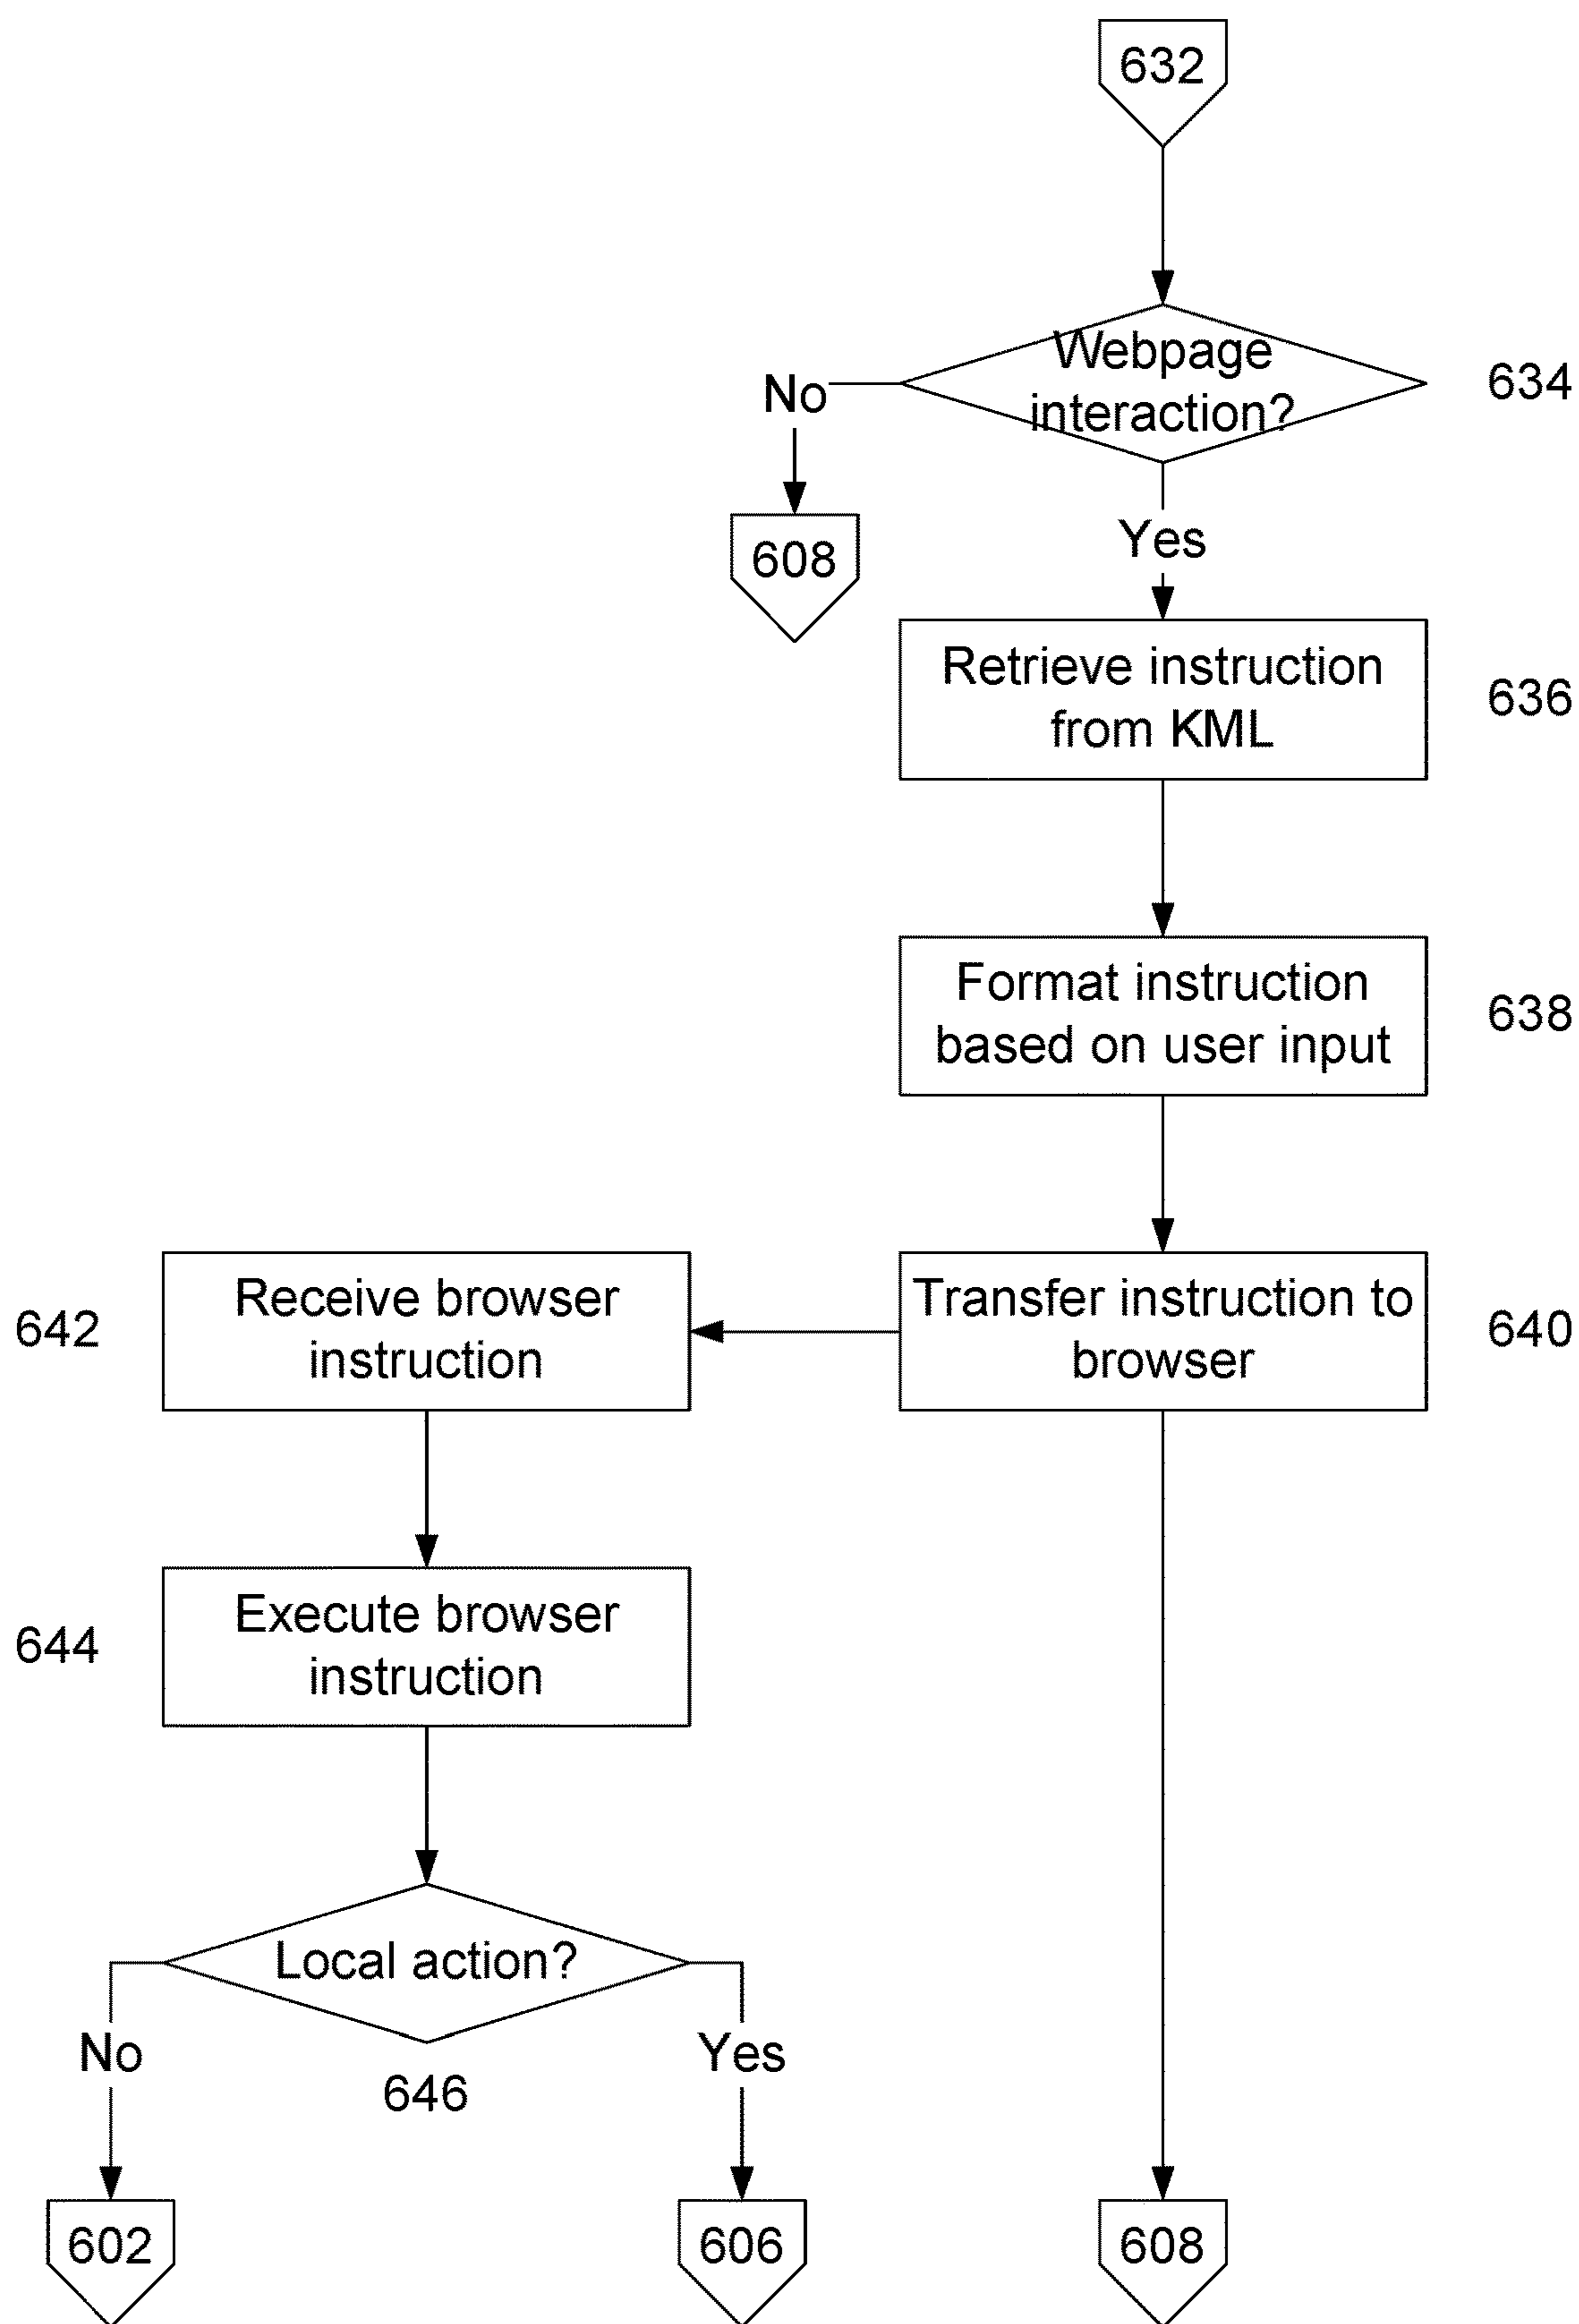 632
Webpage
interaction?
634
No
608
Yes
Retrieve instruction
from KML
636
Format instruction
based on user input
638
642
Receive browser
instruction
Transfer instruction to
browser
640
644
Execute browser
instruction
Local action?
No
646
Yes
602
606
608